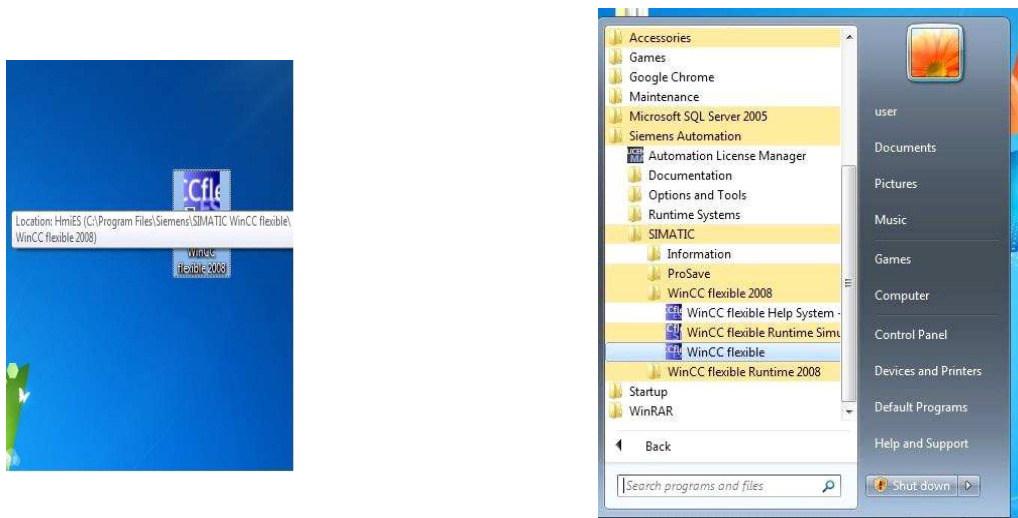 CCfle
Location: HmiES (C:\Program Files\Siemens\SIMATIC WinCC flexible\
WinCC flexible 2008)
WinCC
flexible 2008
Accessories
Games
Google Chrome
Maintenance
Microsoft SQL Server 2005
Siemens Automation
Automation License Manager
Documentation
Options and Tools
Runtime Systems
SIMATIC
Information
ProSave
WinCC flexible 2008
WinCC flexible Help System -
WinCC flexible Runtime Simu
WinCC flexible
WinCC flexible Runtime 2008
Startup
WinRAR
Back
Search programs and files
user
Documents
Pictures
Music
Games
Computer
Control Panel
Devices and Printers
Default Programs
Help and Support
Shut down